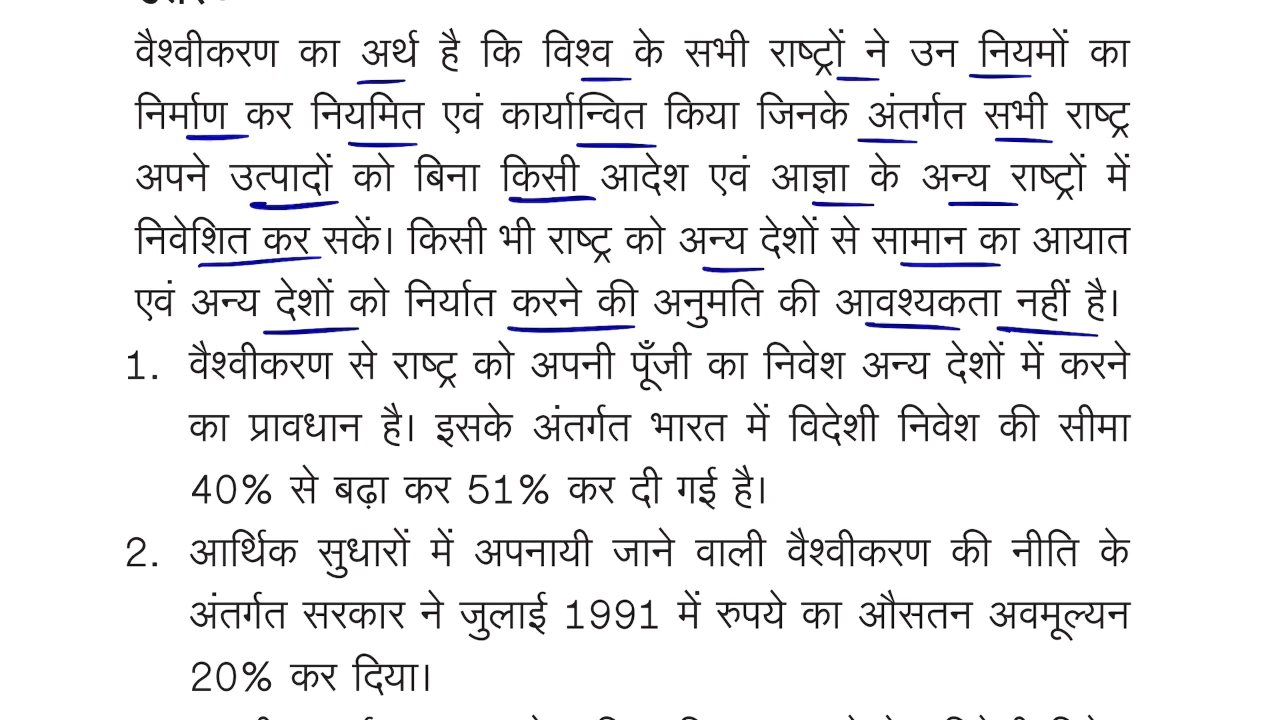 वैश्वीकरण का अर्थ है कि विश्व के सभी राष्ट्रों ने उन नियमों का
निर्माण कर नियमित एवं कार्यान्वित किया जिनके अंतर्गत सभी राष्ट्र
अपने उत्पादों को बिना किसी आदेश एवं आज्ञा के अन्य राष्ट्रों में
निवेशित कर सकें। किसी भी राष्ट्र को अन्य देशों से सामान का आयात
एवं अन्य देशों को निर्यात करने की अनुमति की आवश्यकता नहीं है।
1. वैश्वीकरण से राष्ट्र को अपनी पूँजी का निवेश अन्य देशों में करने
का प्रावधान है। इसके अंतर्गत भारत में विदेशी निवेश की सीमा
40% से बढ़ा कर 51% कर दी गई है।
2. आर्थिक सुधारों में अपनायी जाने वाली वैश्वीकरण की नीति के
अंतर्गत सरकार ने जुलाई 1991 में रुपये का औसतन अवमूल्यन
20% कर दिया।